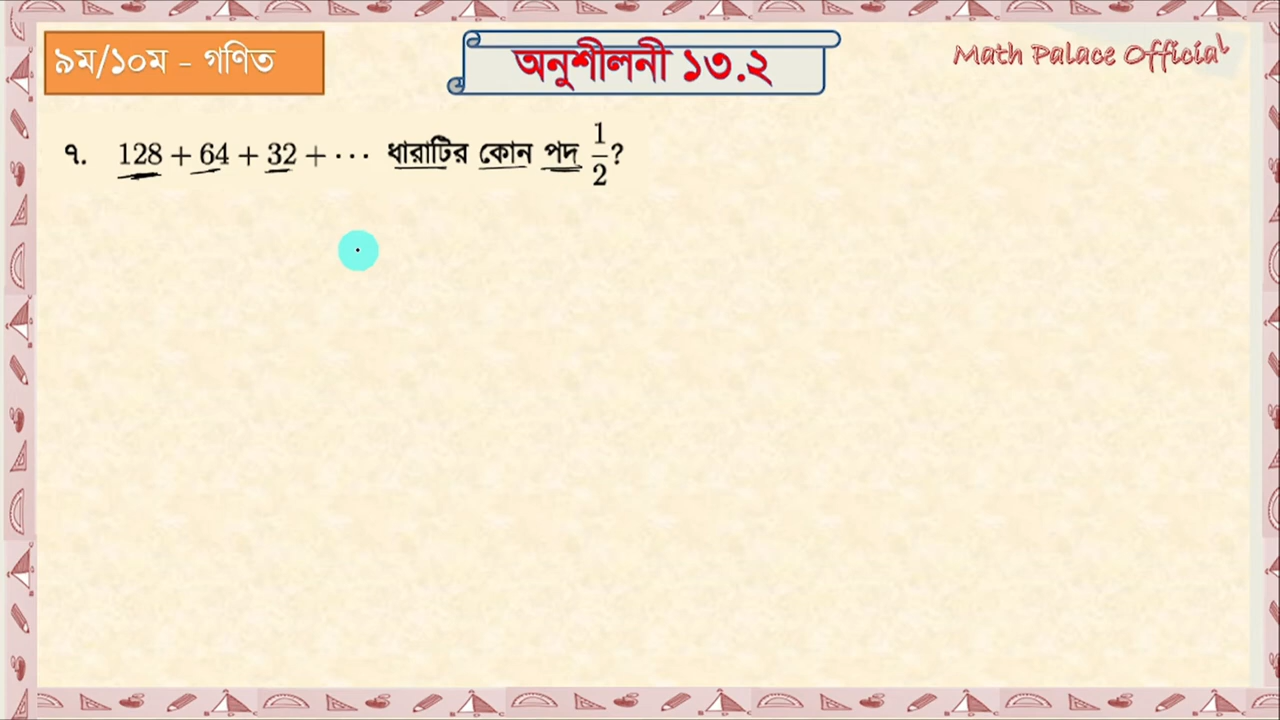 ৯ম/১০ম - গণিত
অনুশীলনী ১৩.২
Math Palace Official
৭. 128 + 64 + 32 + ··· ধারাটির কোন পদ 1/2?